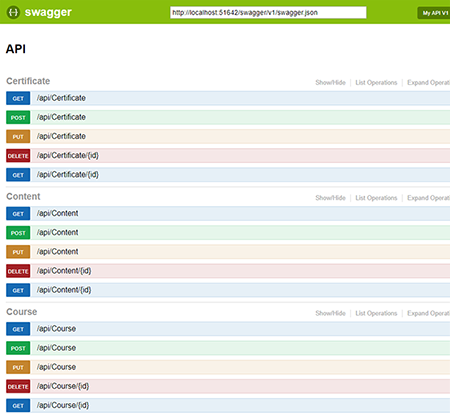 {··} swagger http://localhost:51642/swagger/v1/swagger.json My API V1
API
Certificate Show/Hide List Operations Expand Operat
GET /api/Certificate
POST /api/Certificate
PUT /api/Certificate
DELETE /api/Certificate/{id}
GET /api/Certificate/{id}
Content Show/Hide List Operations Expand Operat
GET /api/Content
POST /api/Content
PUT /api/Content
DELETE /api/Content/{id}
GET /api/Content/{id}
Course Show/Hide List Operations Expand Operat
GET /api/Course
POST /api/Course
PUT /api/Course
DELETE /api/Course/{id}
GET /api/Course/{id}